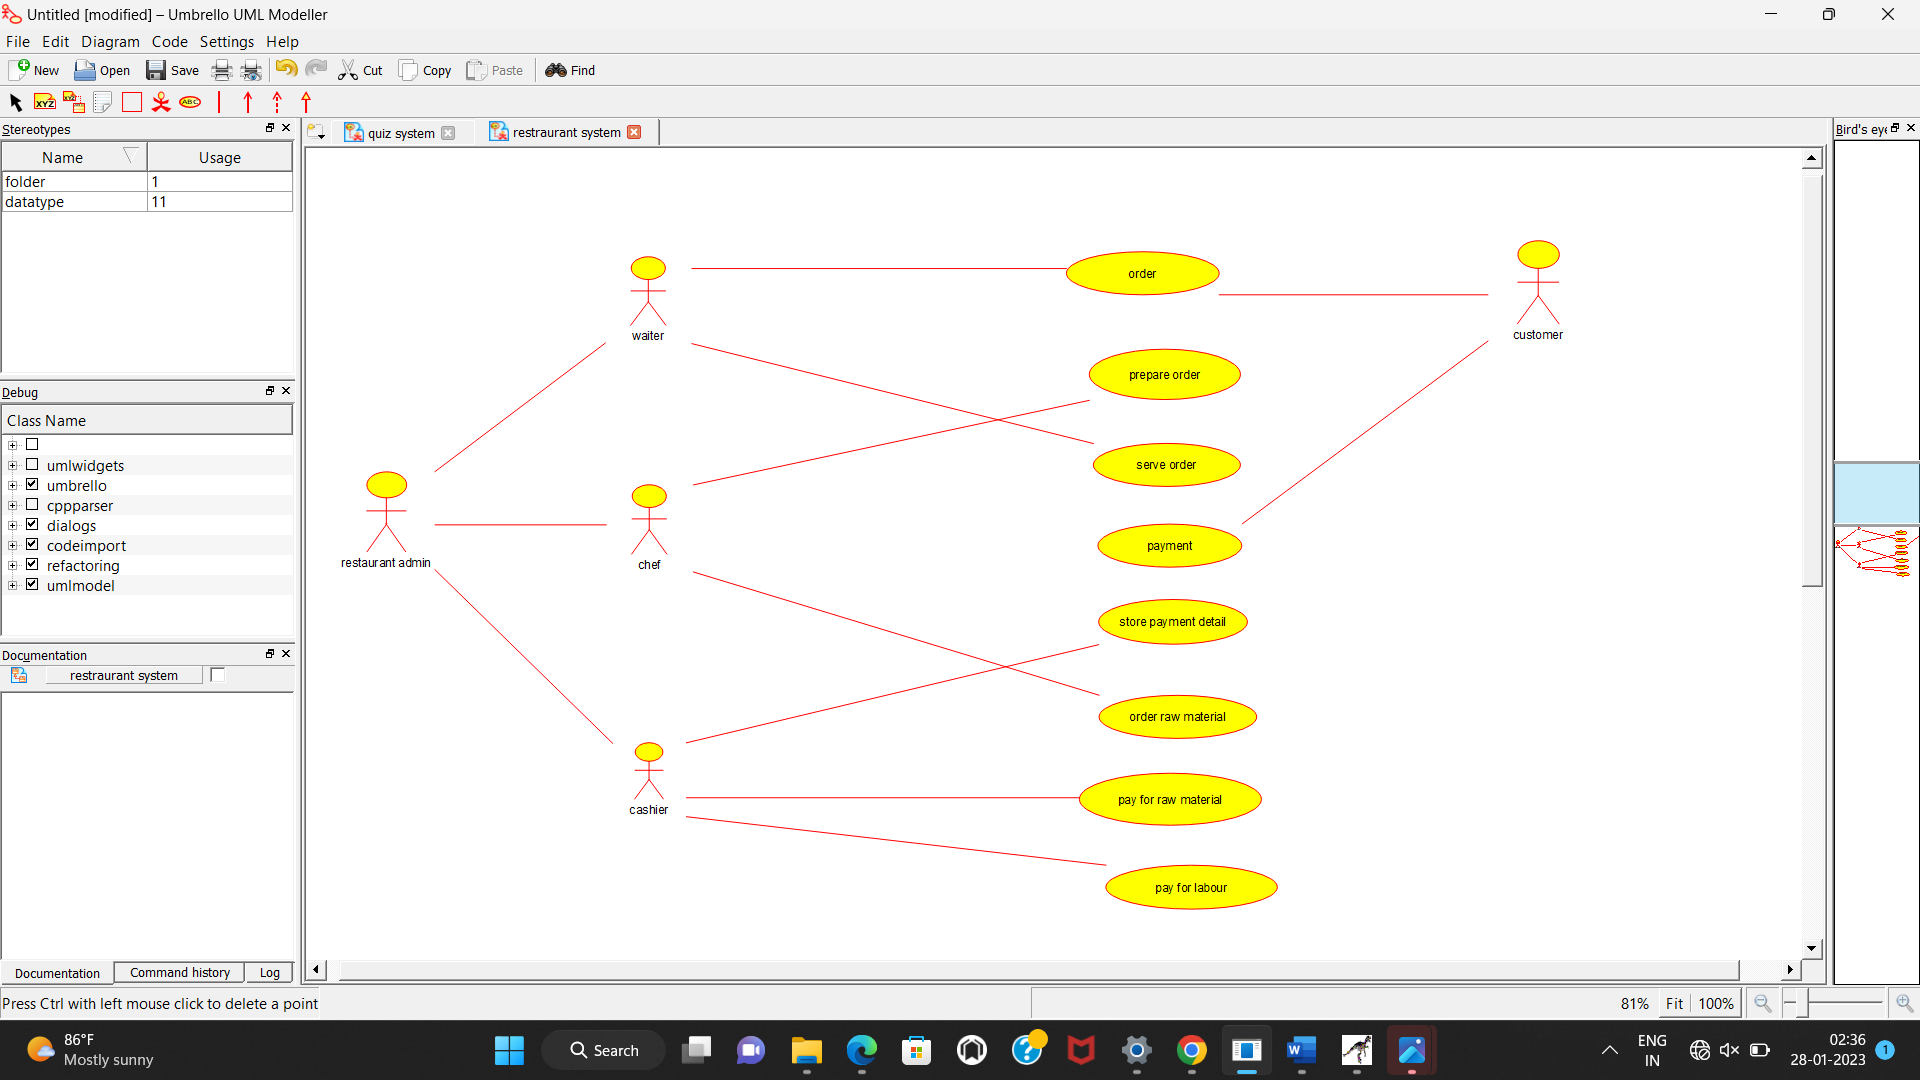 Untitled [modified] – Umbrello UML Modeller
File Edit Diagram Code Settings Help
New Open Save Cut Copy Paste Find
XYZ XYZ ABC
Stereotypes
Name Usage
folder 1
datatype 11
Debug
Class Name
umlwidgets
umbrello
cppparser
dialogs
codeimport
refactoring
umlmodel
Documentation
restraurant system
Documentation Command history Log
quiz system restraurant system
waiter
order
customer
prepare order
serve order
restaurant admin
chef
payment
store payment detail
order raw material
cashier
pay for raw material
pay for labour
Bird's eye
Press Ctrl with left mouse click to delete a point
81% Fit 100%
86°F
Mostly sunny
Search
ENG
IN
02:36
28-01-2023
1